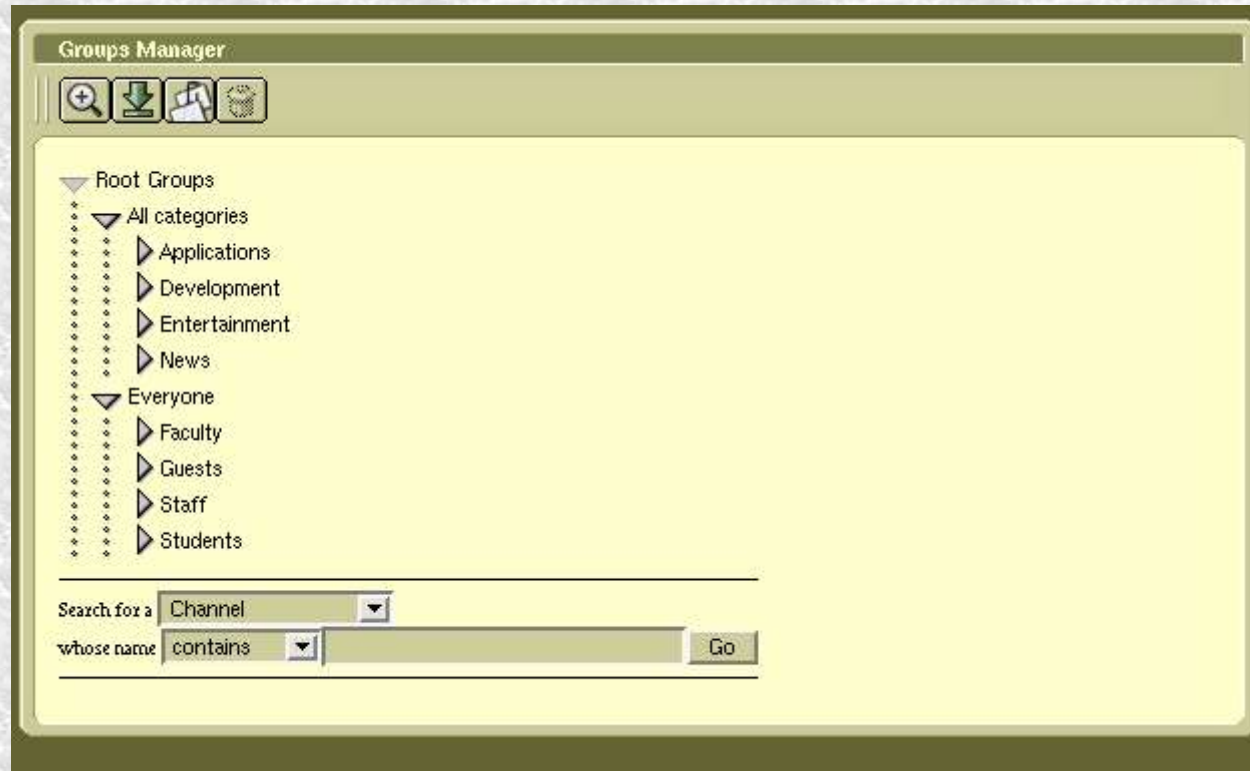 Groups Manager
Root Groups
All categories
Applications
Development
Entertainment
News
Everyone
Faculty
Guests
Staff
Students
Search for a Channel
whose name contains Go